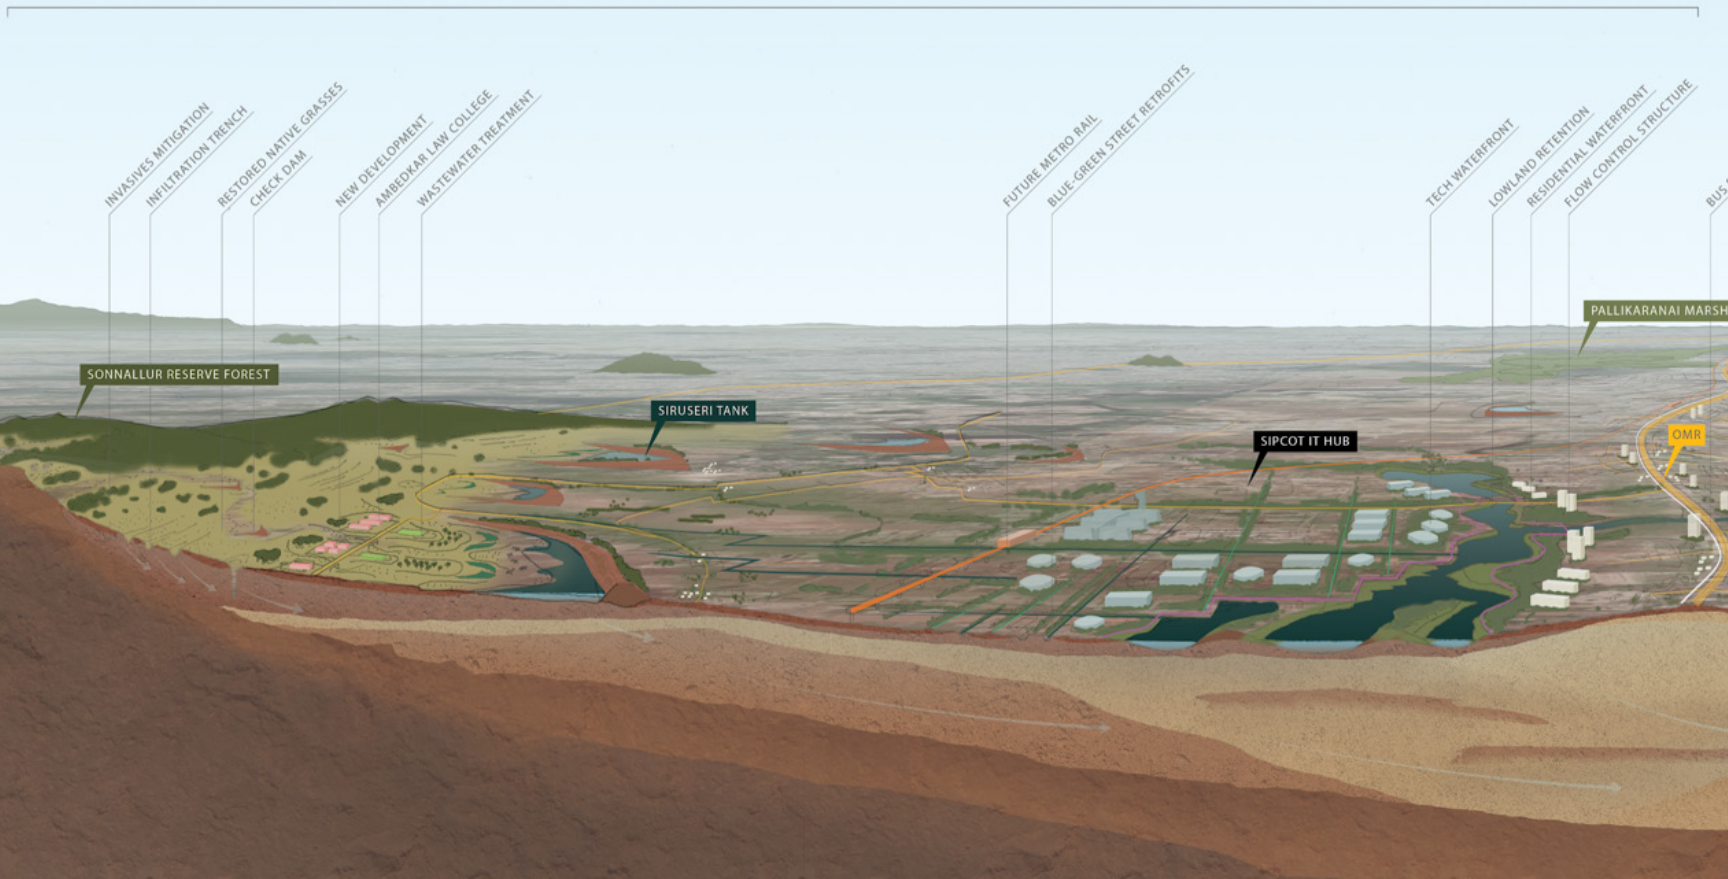 INVASIVES MITIGATION
INFILTRATION TRENCH
RESTORED NATIVE GRASSES
CHECK DAM
NEW DEVELOPMENT
AMBEDKAR LAW COLLEGE
WASTEWATER TREATMENT
FUTURE METRO RAIL
BLUE-GREEN STREET RETROFITS
TECH WATERFRONT
LOWLAND RETENTION
RESIDENTIAL WATERFRONT
FLOW CONTROL STRUCTURE
BUS
PALLIKARANAI MARSH
SONNALLUR RESERVE FOREST
SIRUSERI TANK
SIPCOT IT HUB
OMR